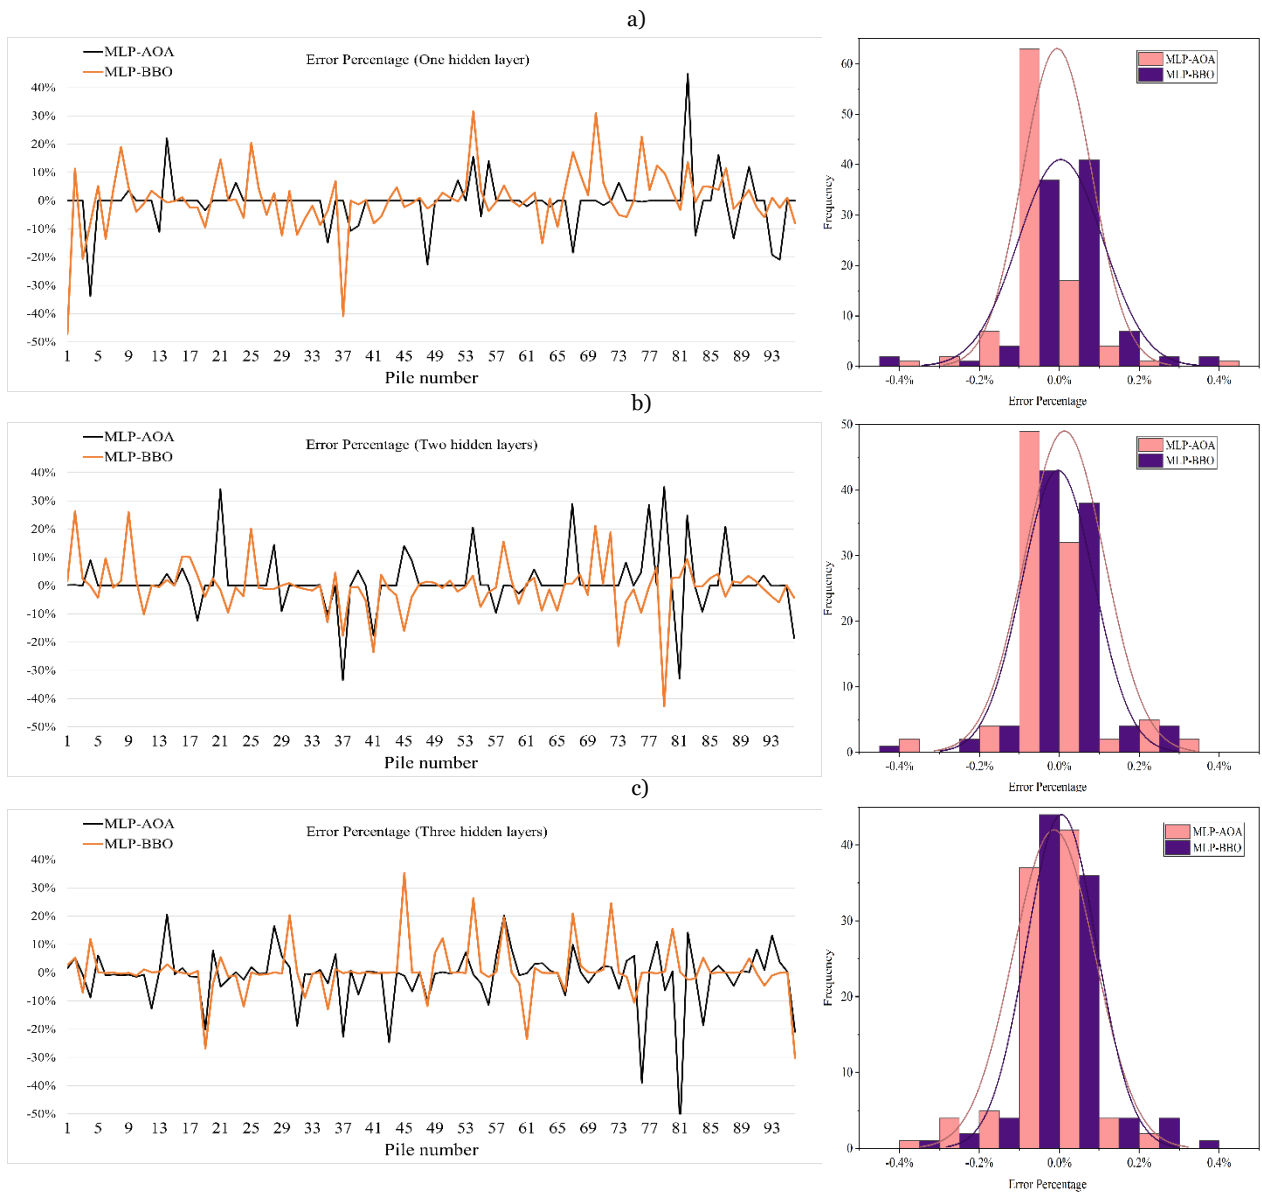 a)
MLP-AOA
MLP-BBO
Error Percentage (One hidden layer)
40%
30%
20%
10%
0%
-10%
-20%
-30%
-40%
-50%
1 5 9 13 17 21 25 29 33 37 41 45 49 53 57 61 65 69 73 77 81 85 89 93
Pile number
MLP-AOA
MLP-BBO
60
50
40
30
20
10
0
Frequency
-0.4% -0.2% 0.0% 0.2% 0.4%
Error Percentage
b)
MLP-AOA
MLP-BBO
Error Percentage (Two hidden layers)
40%
30%
20%
10%
0%
-10%
-20%
-30%
-40%
-50%
1 5 9 13 17 21 25 29 33 37 41 45 49 53 57 61 65 69 73 77 81 85 89 93
Pile number
MLP-AOA
MLP-BBO
50
40
30
20
10
0
Frequency
-0.4% -0.2% 0.0% 0.2% 0.4%
Error Percentage
c)
MLP-AOA
MLP-BBO
Error Percentage (Three hidden layers)
40%
30%
20%
10%
0%
-10%
-20%
-30%
-40%
-50%
1 5 9 13 17 21 25 29 33 37 41 45 49 53 57 61 65 69 73 77 81 85 89 93
Pile number
MLP-AOA
MLP-BBO
40
30
20
10
0
Frequency
-0.4% -0.2% 0.0% 0.2% 0.4%
Error Percentage